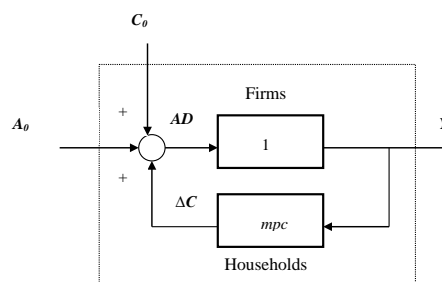 C₀
Firms
+
AD
A₀
1
Y
+
ΔC
mpc
Households